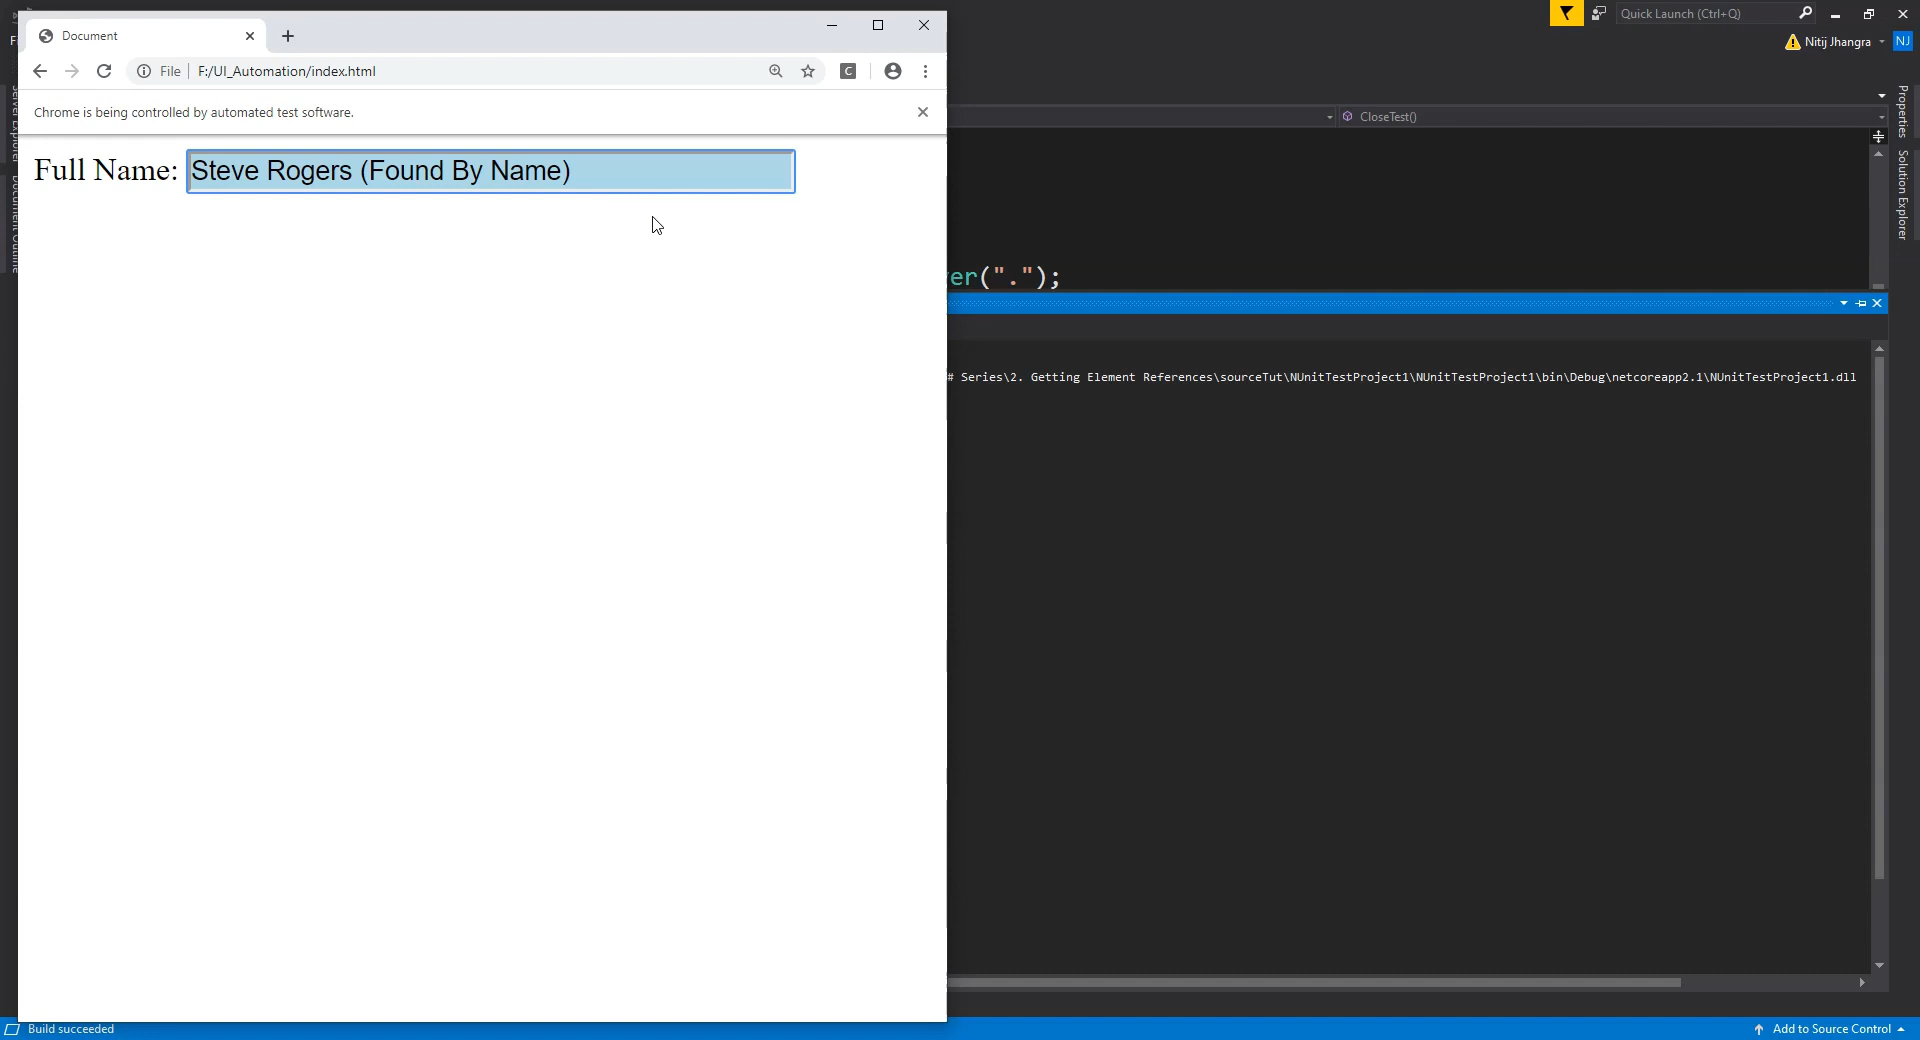 Document
File
F:/UI_Automation/index.html
C
Chrome is being controlled by automated test software.
Full Name: Steve Rogers (Found By Name)
Quick Launch (Ctrl+Q)
Nitij Jhangra
NJ
CloseTest()
er(".");
# Series\2. Getting Element References\sourceTut\NUnitTestProject1\NUnitTestProject1\bin\Debug\netcoreapp2.1\NUnitTestProject1.dll
Properties
Solution Explorer
Build succeeded
Add to Source Control